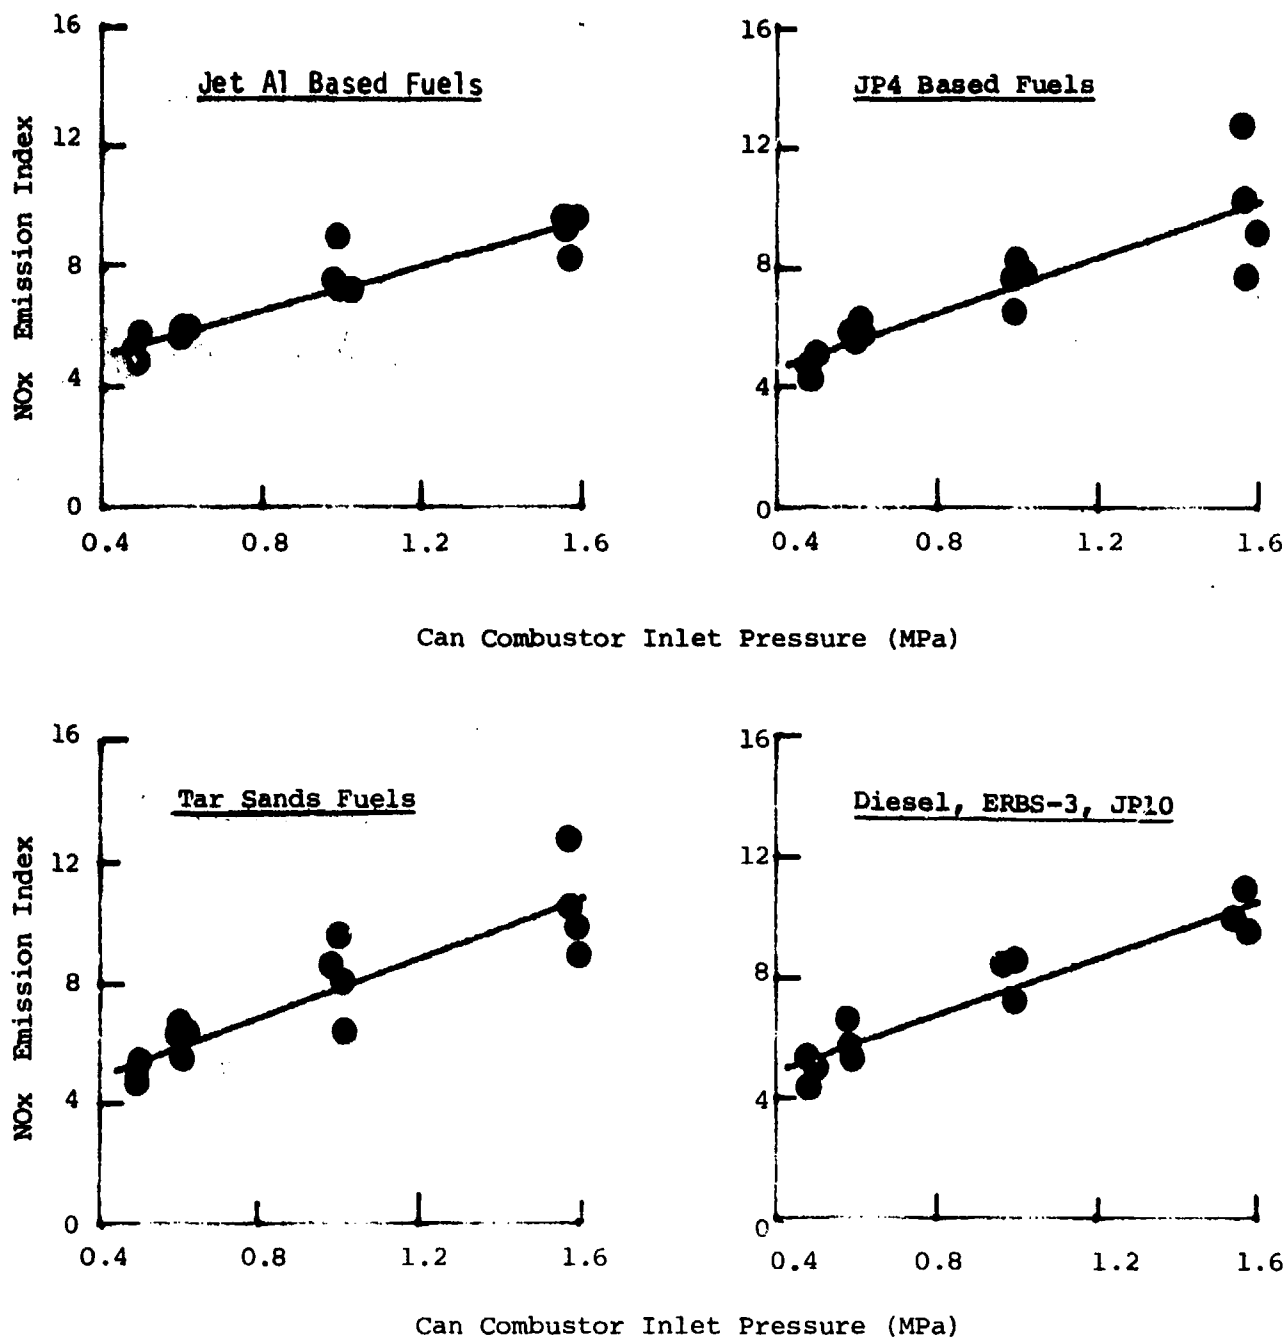 16
Jet A1 Based Fuels
12
8
4
0
0.4 0.8 1.2 1.6
NOx Emission Index
16
JP4 Based Fuels
12
8
4
0
0.4 0.8 1.2 1.6
Can Combustor Inlet Pressure (MPa)
16
Tar Sands Fuels
12
8
4
0
0.4 0.8 1.2 1.6
NOx Emission Index
16
Diesel, ERBS-3, JP10
12
8
4
0
0.4 0.8 1.2 1.6
Can Combustor Inlet Pressure (MPa)